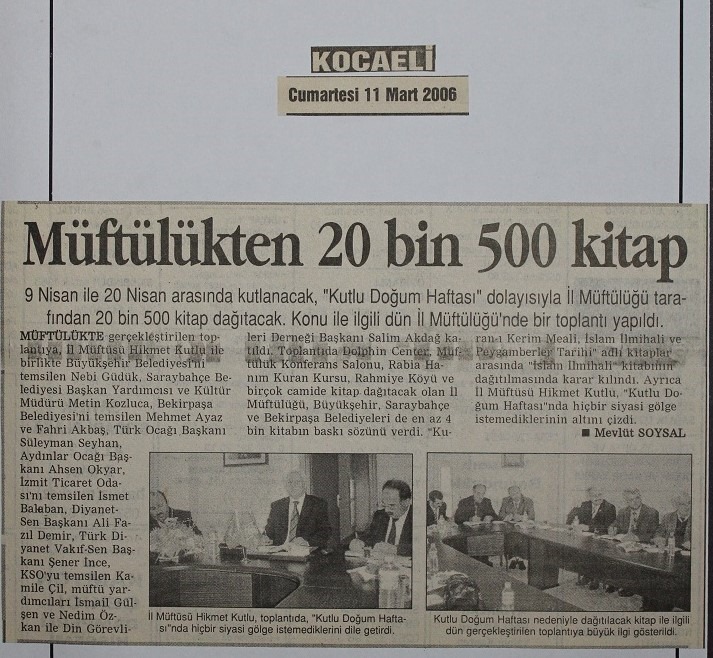 KOCAELİ
Cumartesi 11 Mart 2006
Müftülükten 20 bin 500 kitap
9 Nisan ile 20 Nisan arasında kutlanacak, "Kutlu Doğum Haftası" dolayısıyla İl Müftülüğü tara-
fından 20 bin 500 kitap dağıtacak. Konu ile ilgili dün İl Müftülüğü'nde bir toplantı yapıldı.
MÜFTÜLÜKTE gerçekleştirilen top-
lantıya, İl Müftüsü Hikmet Kutlu ile
birlikte Büyükşehir Belediyesi'ni
temsilen Nebi Güdük, Saraybahçe Be-
lediyesi Başkan Yardımcısı ve Kültür
Müdürü Metin Kozluca, Bekirpaşa
Belediyesi'ni temsilen Mehmet Ayaz
ve Fahri Akbaş, Türk Ocağı Başkanı
Süleyman Seyhan,
Aydınlar Ocağı Baş-
kanı Ahsen Okyar,
İzmit Ticaret Oda-
sı'nı temsilen İsmet
Balaban, Diyanet-
Sen Başkanı Ali Fa-
zıl Demir, Türk Di-
yanet Vakıf-Sen Baş-
kanı Şener İnce,
KSO'yu temsilen Ka-
mile Çil, müftü yar-
dımcıları İsmail Gül-
şen ve Nedim Öz-
kan ile Din Görevli-
leri Derneği Başkanı Salim Akdağ ka-
tıldı. Toplantıda Dolphin Center, Müf-
tülük Konferans Salonu, Rabia Ha-
nım Kuran Kursu, Rahmiye Köyü ve
birçok camide kitap dağıtacak olan İl
Müftülüğü, Büyükşehir, Saraybahçe
ve Bekirpaşa Belediyeleri de en az 4
bin kitabın baskı sözünü verdi. "Ku-
ran-ı Kerim Meali, İslam İlmihali ve
Peygamberler Tarihi" adlı kitaplar
arasında "İslam İlmihali" kitabının
dağıtılmasında karar kılındı. Ayrıca
İl Müftüsü Hikmet Kutlu, "Kutlu Do-
ğum Haftası"nda hiçbir siyasi gölge
istemediklerinin altını çizdi.
■ Mevlüt SOYSAL
İl Müftüsü Hikmet Kutlu, toplantıda, "Kutlu Doğum Hafta-
sı"nda hiçbir siyasi gölge istemediklerini dile getirdi.
Kutlu Doğum Haftası nedeniyle dağıtılacak kitap ile ilgili
dün gerçekleştirilen toplantıya büyük ilgi gösterildi.